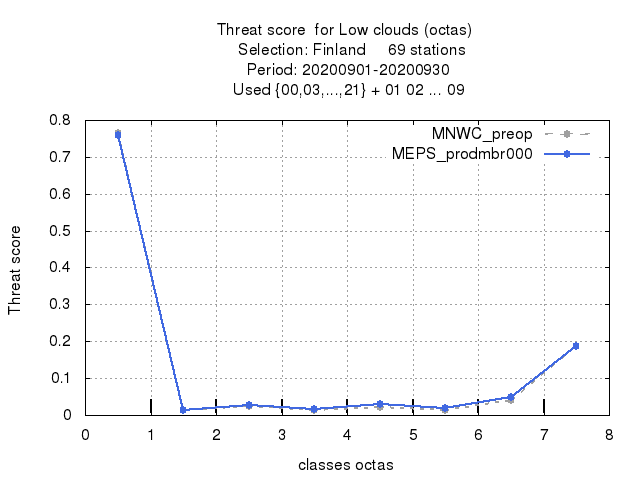 Threat score  for Low clouds (octas)
Selection: Finland     69 stations
Period: 20200901-20200930
Used {00,03,...,21} + 01 02 ... 09
MNWC_preop
MEPS_prodmbr000
0.8
0.7
0.6
0.5
0.4
0.3
0.2
0.1
0
Threat score
0 1 2 3 4 5 6 7 8
classes octas